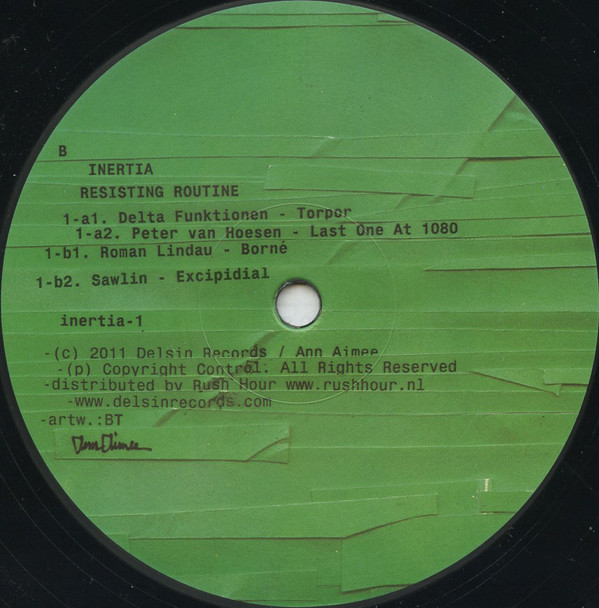 B
INERTIA
RESISTING ROUTINE
1-a1. Delta Funktionen - Torpor
1-a2. Peter van Hoesen - Last One At 1080
1-b1. Roman Lindau - Borné
1-b2. Sawlin - Excipidial
inertia-1
-(c) 2011 Delsin Records / Ann Aimee
-(p) Copyright Control. All Rights Reserved
-distributed by Rush Hour www.rushhour.nl
-www.delsinrecords.com
-artw.:BT